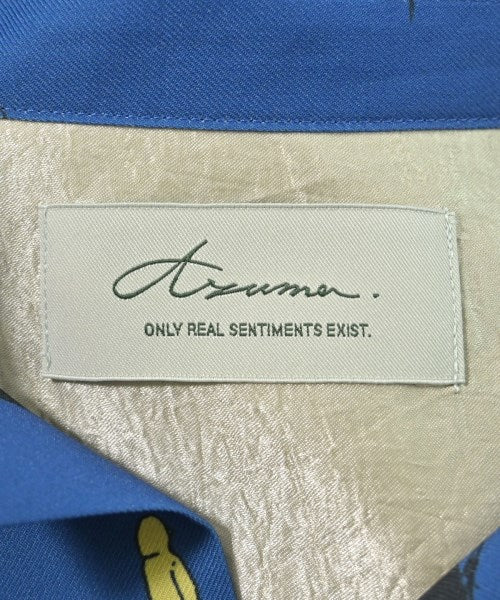 Azuma.
ONLY REAL SENTIMENTS EXIST.